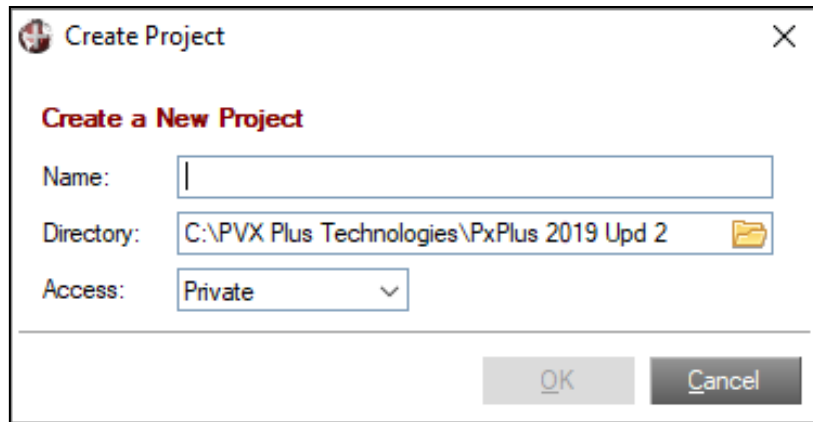 Create Project
Create a New Project
Name:
Directory: C:\PVX Plus Technologies\PxPlus 2019 Upd 2
Access: Private
OK Cancel